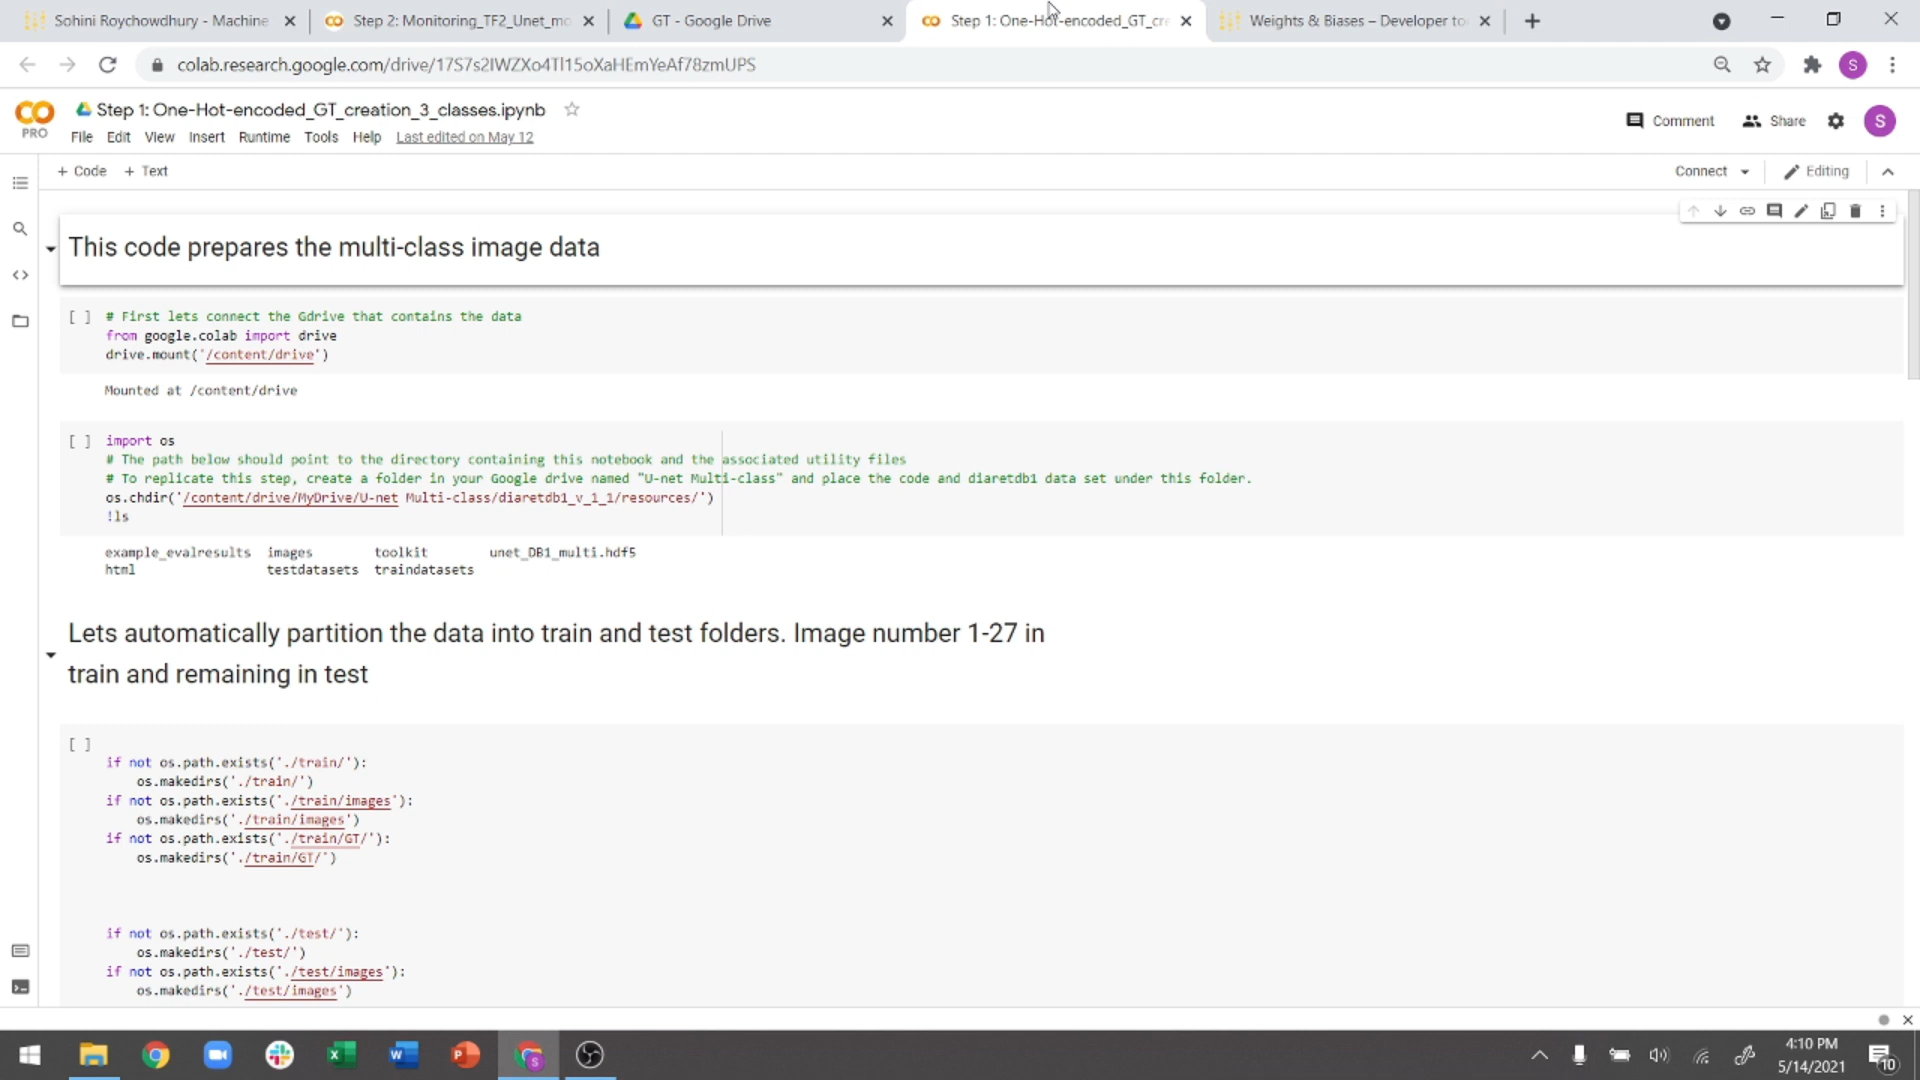 Sohini Roychowdhury - Machine
Step 2: Monitoring_TF2_Unet_mo
GT - Google Drive
Step 1: One-Hot-encoded_GT_cre
Weights & Biases – Developer to
colab.research.google.com/drive/17S7s2IWZXo4Tl15oXaHEmYeAf78zmUPS
S
PRO
Step 1: One-Hot-encoded_GT_creation_3_classes.ipynb
File Edit View Insert Runtime Tools Help Last edited on May 12
Comment Share S
+ Code + Text
Connect Editing
This code prepares the multi-class image data
[ ] # First lets connect the Gdrive that contains the data
from google.colab import drive
drive.mount('/content/drive')
Mounted at /content/drive
[ ] import os
# The path below should point to the directory containing this notebook and the associated utility files
# To replicate this step, create a folder in your Google drive named "U-net Multi-class" and place the code and diaretdb1 data set under this folder.
os.chdir('/content/drive/MyDrive/U-net Multi-class/diaretdb1_v_1_1/resources/')
!ls
example_evalresults images toolkit unet_DB1_multi.hdf5
html testdatasets traindatasets
Lets automatically partition the data into train and test folders. Image number 1-27 in
train and remaining in test
[ ]
if not os.path.exists('./train/'):
os.makedirs('./train/')
if not os.path.exists('./train/images'):
os.makedirs('./train/images')
if not os.path.exists('./train/GT/'):
os.makedirs('./train/GT/')
if not os.path.exists('./test/'):
os.makedirs('./test/')
if not os.path.exists('./test/images'):
os.makedirs('./test/images')
4:10 PM
5/14/2021
10